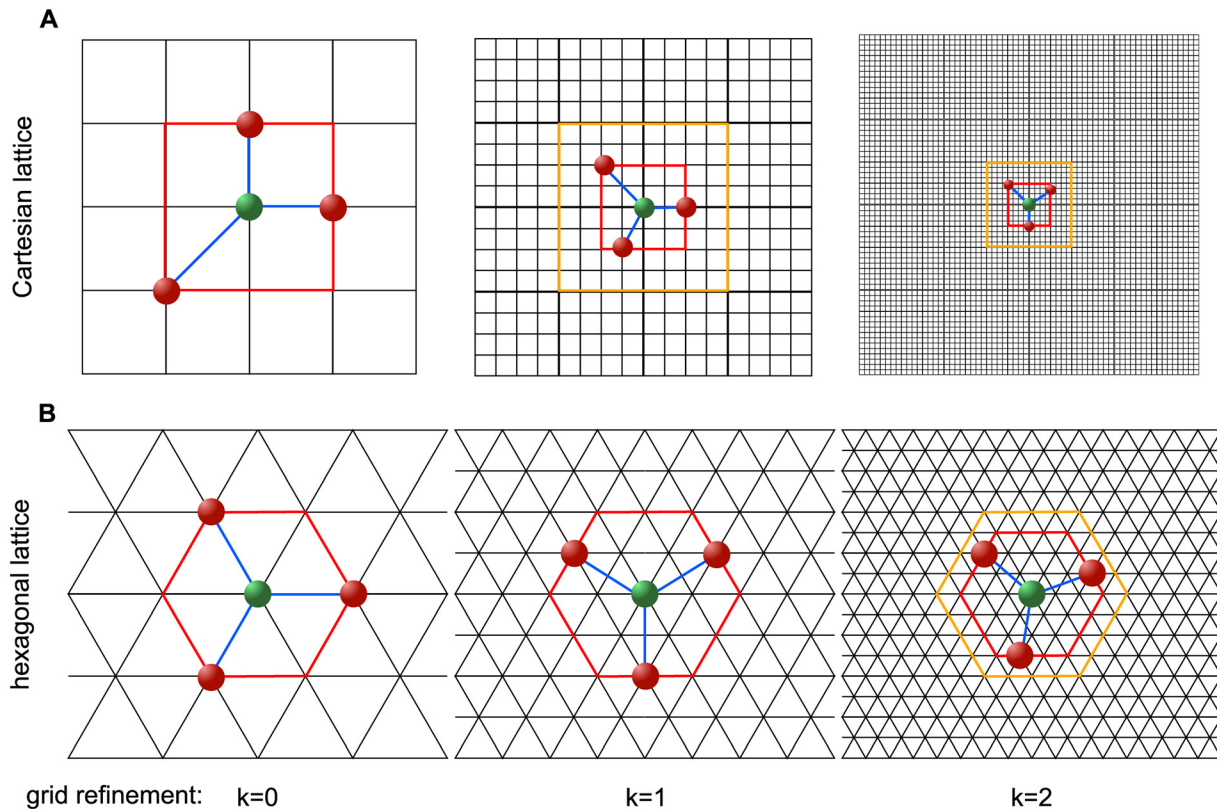 A
Cartesian lattice
B
hexagonal lattice
grid refinement: k=0 k=1 k=2